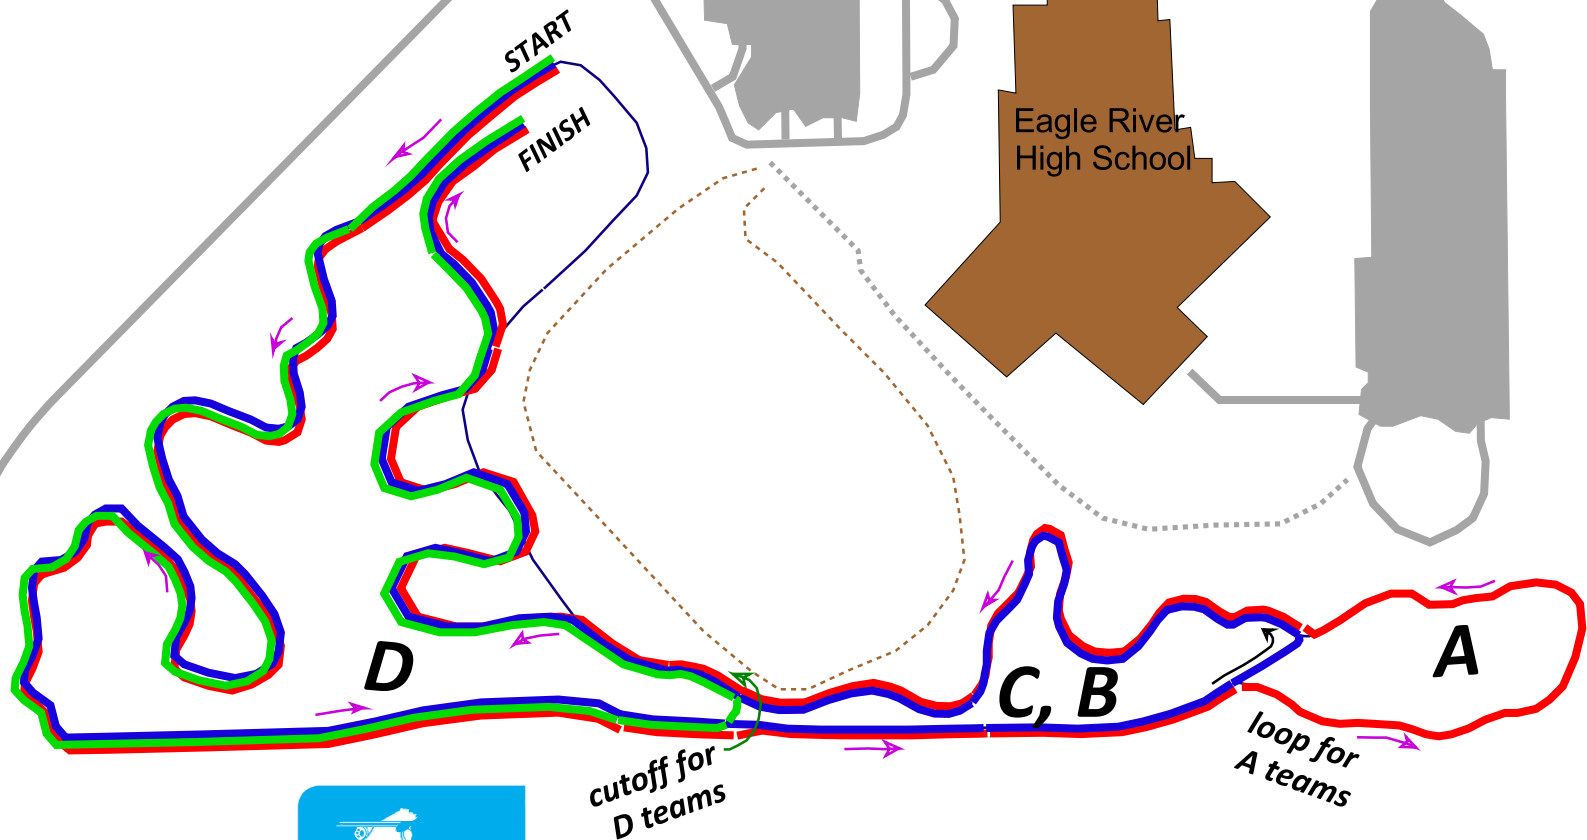 START
FINISH
Eagle River
High School
D
C, B
A
loop for
A teams
cutoff for
D teams